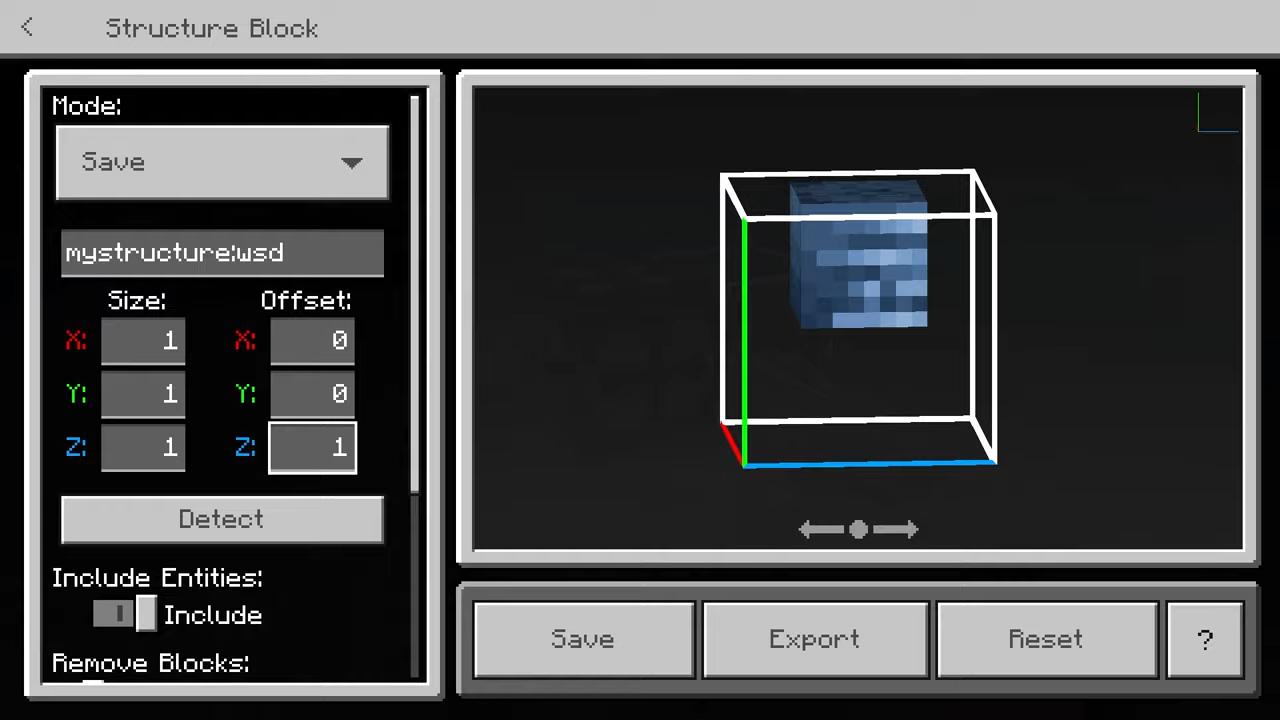 Structure Block
Mode:
Save
mystructure:wsd
Size: Offset:
X: 1 X: 0
Y: 1 Y: 0
Z: 1 Z: 1
Detect
Include Entities:
Include
Remove Blocks:
Save Export Reset ?